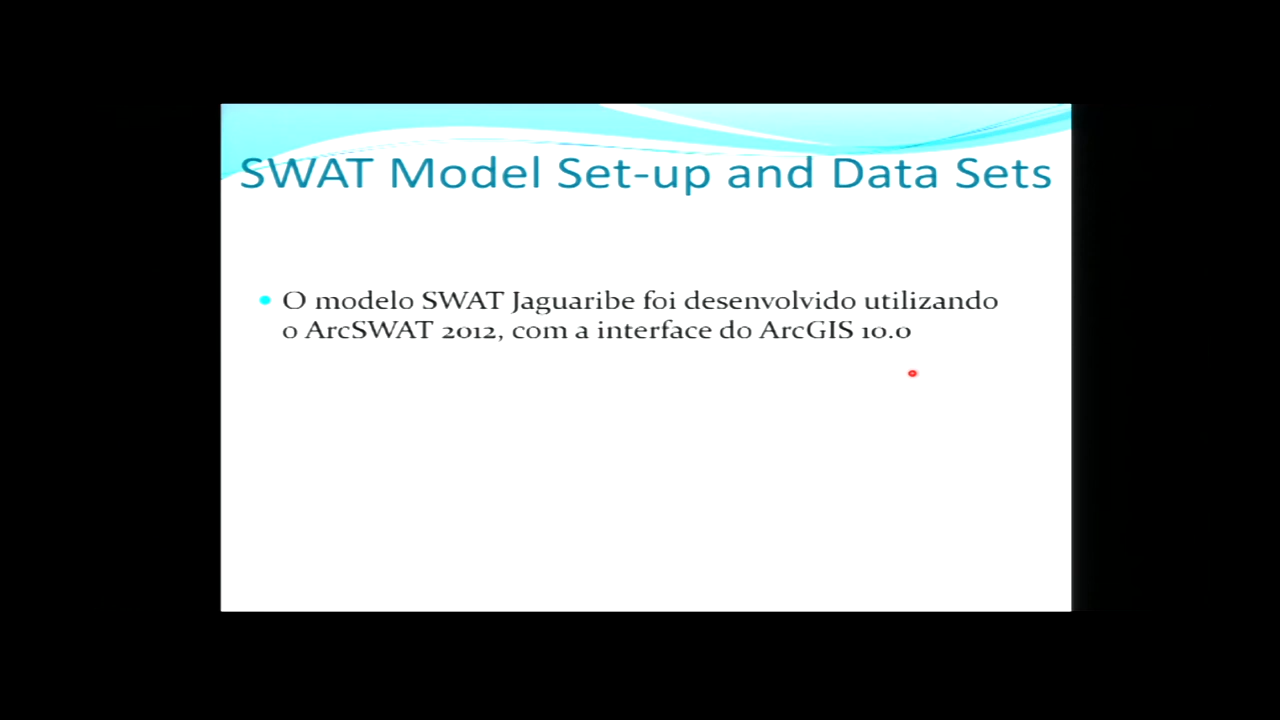 SWAT Model Set-up and Data Sets
O modelo SWAT Jaguaribe foi desenvolvido utilizando
o ArcSWAT 2012, com a interface do ArcGIS 10.0